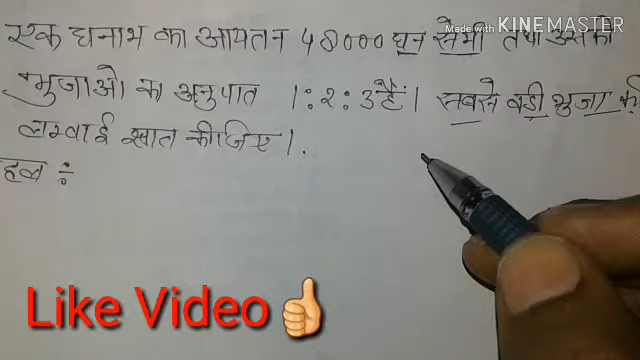 Made with KINEMASTER
एक घनाभ का आयतन 48000 घन सेमी तथा उसकी
भुजाओ का अनुपात 1:2:3 हैं। सबसे बड़ी भुजा की
लम्बाई ज्ञात कीजिए।
हल ÷
Like Video